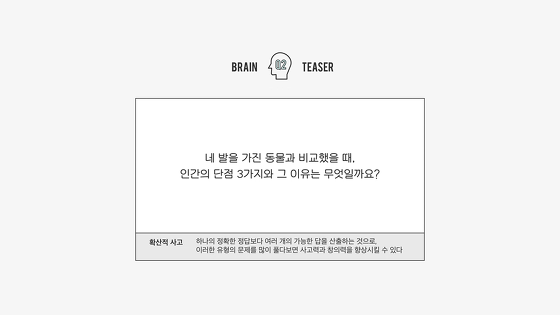 BRAIN 02 TEASER
네 발을 가진 동물과 비교했을 때,
인간의 단점 3가지와 그 이유는 무엇일까요?
확산적 사고
하나의 정확한 정답보다 여러 개의 가능한 답을 산출하는 것으로,
이러한 유형의 문제를 많이 풀다보면 사고력과 창의력을 향상시킬 수 있다